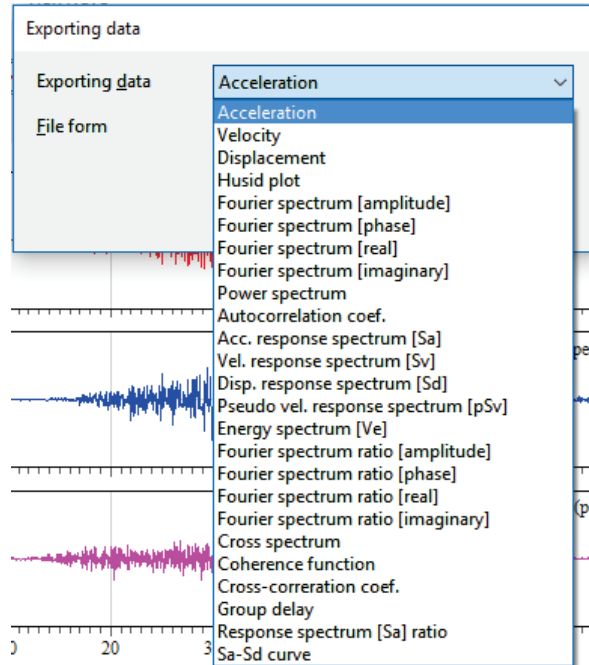 Exporting data
Exporting data
Acceleration
File form
Acceleration
Velocity
Displacement
Husid plot
Fourier spectrum [amplitude]
Fourier spectrum [phase]
Fourier spectrum [real]
Fourier spectrum [imaginary]
Power spectrum
Autocorrelation coef.
Acc. response spectrum [Sa]
Vel. response spectrum [Sv]
Disp. response spectrum [Sd]
Pseudo vel. response spectrum [pSv]
Energy spectrum [Ve]
Fourier spectrum ratio [amplitude]
Fourier spectrum ratio [phase]
Fourier spectrum ratio [real]
Fourier spectrum ratio [imaginary]
Cross spectrum
Coherence function
Cross-correration coef.
Group delay
Response spectrum [Sa] ratio
Sa-Sd curve
pe
(p
0
20
3